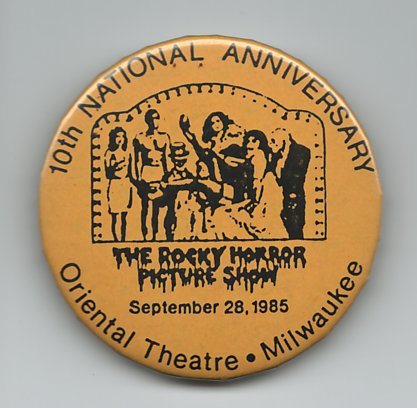 10th NATIONAL ANNIVERSARY
THE ROCKY HORROR
PICTURE SHOW
September 28, 1985
Oriental Theatre • Milwaukee